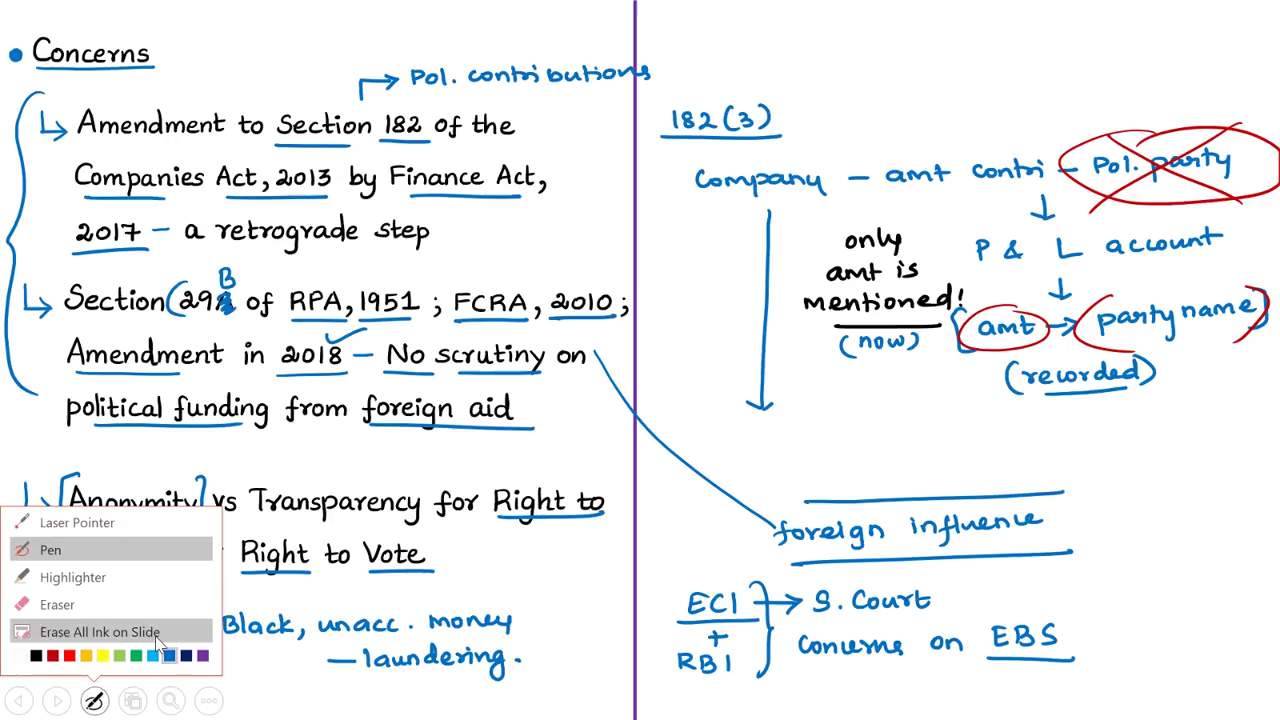 Concerns
Pol. contributions
Amendment to Section 182 of the
Companies Act, 2013 by Finance Act,
2017 – a retrograde step
Section (29B of RPA, 1951 ; FCRA, 2010 ;
Amendment in 2018 – No scrutiny on
political funding from foreign aid
[Anonymity] vs Transparency for Right to
Right to Vote
Black, unacc. money
– laundering.
Laser Pointer
Pen
Highlighter
Eraser
Erase All Ink on Slide
182(3)
Company – amt contri – Pol. party
P & L account
only
amt is
mentioned!
(now)
[amt → (party name)]
(recorded)
foreign influence
ECI → S. Court
+
RBI
Concerns on EBS